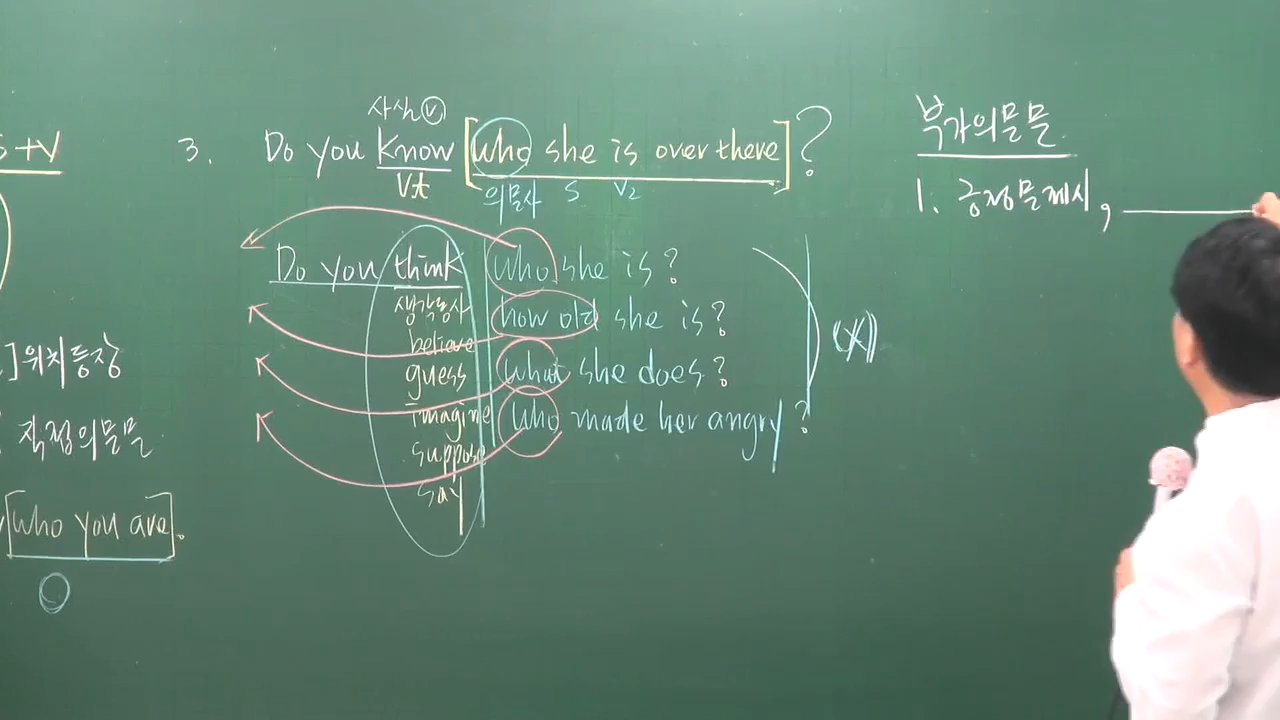 S+V
]위치등장
직접의문문
who you are.
사실ⓥ
3. Do you know [who she is over there]?
Vt 의문사 S V2
Do you think who she is?
생각동사 how old she is?
believe
guess what she does?
imagine who made her angry?
suppose
say
(X)
부가의문문
1. 긍정문제시,